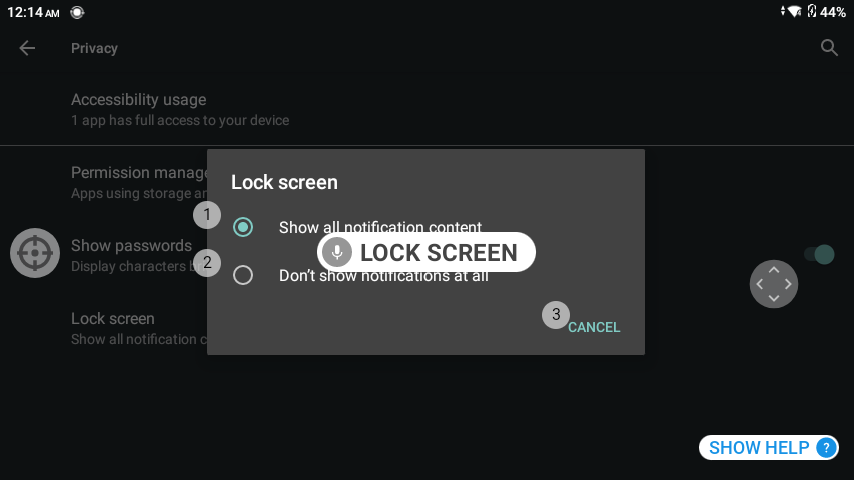 12:14 AM 44%
Privacy
Accessibility usage
1 app has full access to your device
Permission manage
Apps using storage ar
Lock screen
1
Show all notification content
LOCK SCREEN
2
Don't show notifications at all
3
CANCEL
Show passwords
Display characters b
Lock screen
Show all notification c
SHOW HELP ?